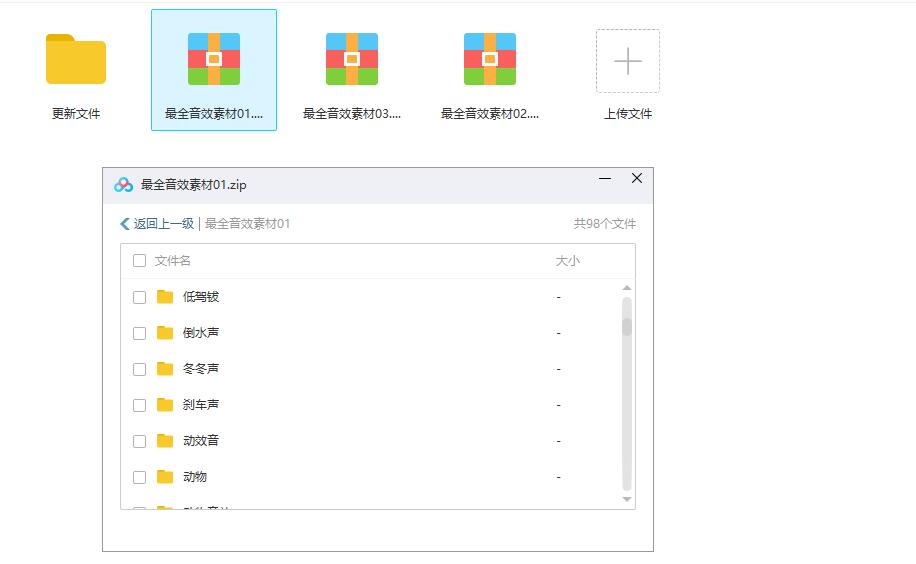 更新文件
最全音效素材01....
最全音效素材03....
最全音效素材02....
上传文件
最全音效素材01.zip
返回上一级 | 最全音效素材01
共98个文件
文件名
大小
低驾钹
-
倒水声
-
冬冬声
-
刹车声
-
动效音
-
动物
-